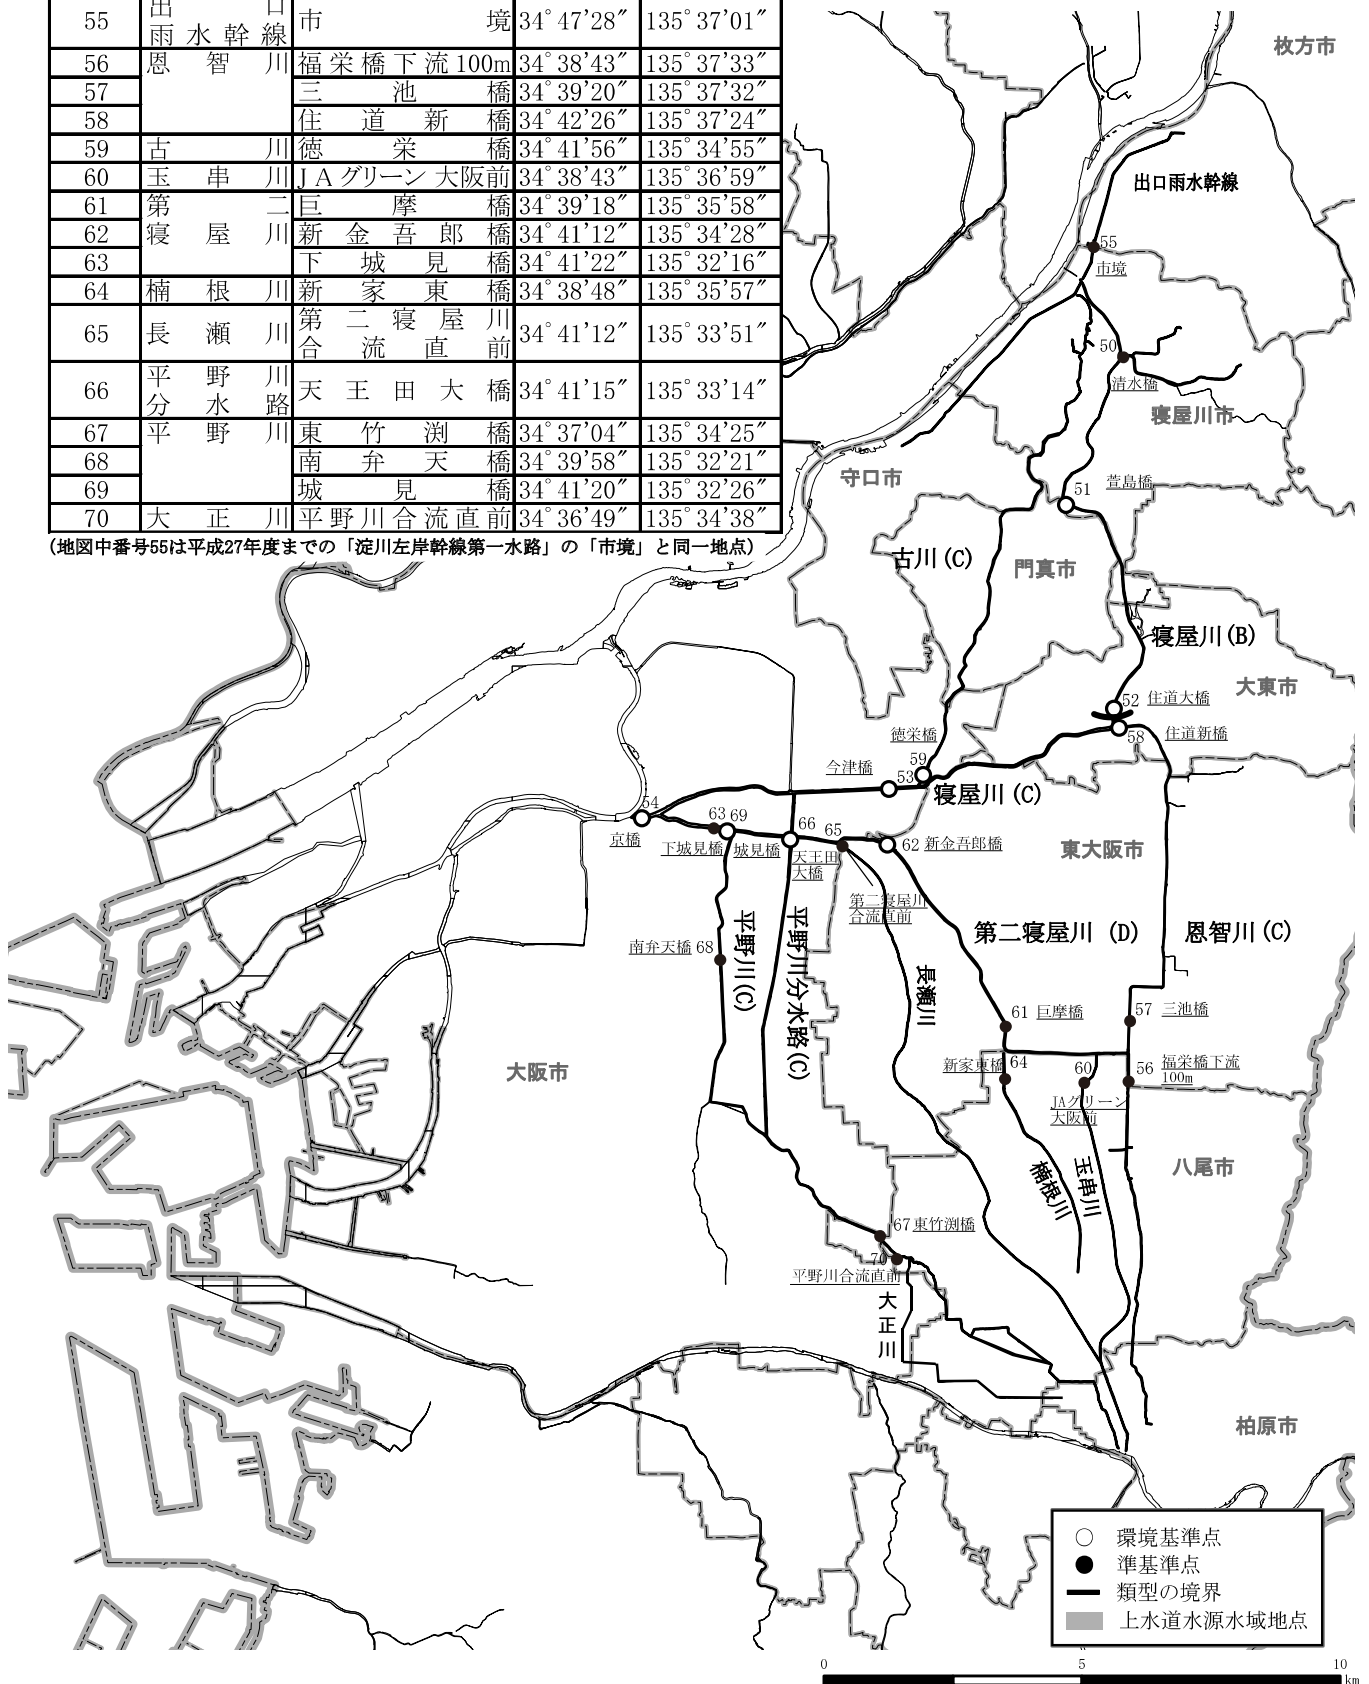 55 出口雨水幹線 市境 34°47′28″ 135°37′01″
56 恩智川 福栄橋下流100m 34°38′43″ 135°37′33″
57 三池橋 34°39′20″ 135°37′32″
58 住道新橋 34°42′26″ 135°37′24″
59 古川 徳栄橋 34°41′56″ 135°34′55″
60 玉串川 JAグリーン大阪前 34°38′43″ 135°36′59″
61 第二寝屋川 巨摩橋 34°39′18″ 135°35′58″
62 新金吾郎橋 34°41′12″ 135°34′28″
63 下城見橋 34°41′22″ 135°32′16″
64 楠根川 新家東橋 34°38′48″ 135°35′57″
65 長瀬川 第二寝屋川合流直前 34°41′12″ 135°33′51″
66 平野川分水路 天王田大橋 34°41′15″ 135°33′14″
67 平野川 東竹渕橋 34°37′04″ 135°34′25″
68 南弁天橋 34°39′58″ 135°32′21″
69 城見橋 34°41′20″ 135°32′26″
70 大正川 平野川合流直前 34°36′49″ 135°34′38″
(地図中番号55は平成27年度までの「淀川左岸幹線第一水路」の「市境」と同一地点)
枚方市
出口雨水幹線
55
市境
50
清水橋
寝屋川市
守口市
51
萱島橋
古川(C)
門真市
寝屋川(B)
大東市
52 住道大橋
58 住道新橋
徳栄橋
59
今津橋
53
寝屋川(C)
54
京橋
63
下城見橋
69
城見橋
66
天王田
大橋
65
第二寝屋川
合流直前
62 新金吾郎橋
東大阪市
第二寝屋川 (D)
恩智川(C)
南弁天橋 68
平野川(C)
平野川分水路(C)
長瀬川
61 巨摩橋
57 三池橋
新家東橋
64
60
JAグリーン
大阪前
56 福栄橋下流
100m
大阪市
楠根川
玉串川
八尾市
67 東竹渕橋
70
平野川合流直前
大正川
柏原市
○ 環境基準点
● 準基準点
類型の境界
上水道水源水域地点
0 5 10
km